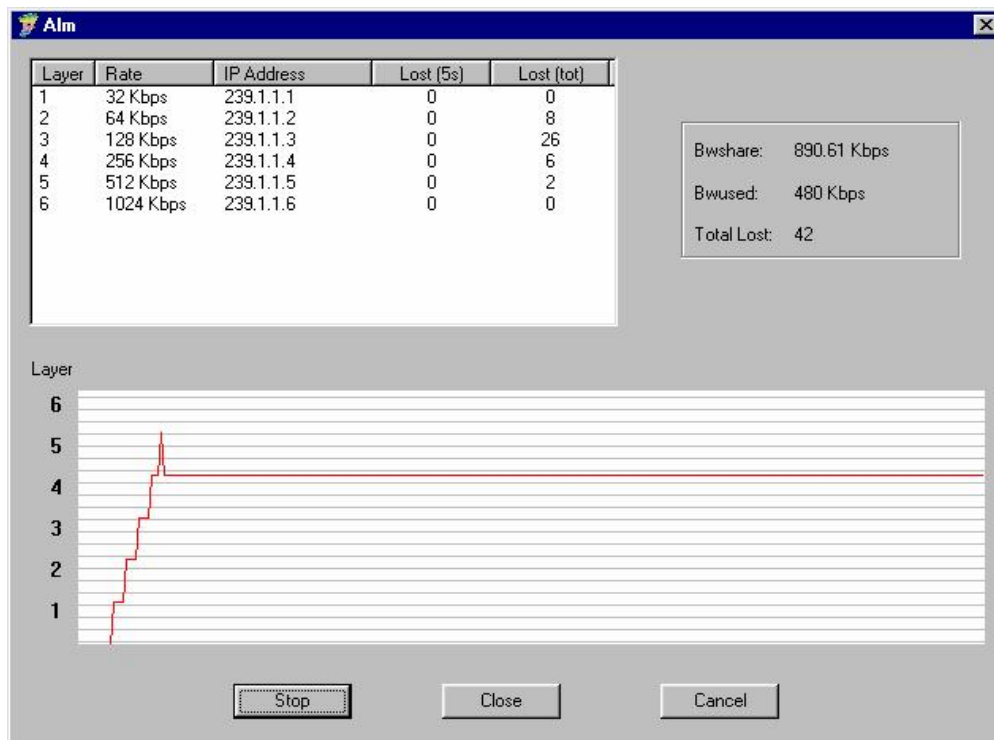 Alm
Layer Rate IP Address Lost (5s) Lost (tot)
1 32 Kbps 239.1.1.1 0 0
2 64 Kbps 239.1.1.2 0 8
3 128 Kbps 239.1.1.3 0 26
4 256 Kbps 239.1.1.4 0 6
5 512 Kbps 239.1.1.5 0 2
6 1024 Kbps 239.1.1.6 0 0
Bwshare: 890.61 Kbps
Bwused: 480 Kbps
Total Lost: 42
Layer
6
5
4
3
2
1
Stop Close Cancel